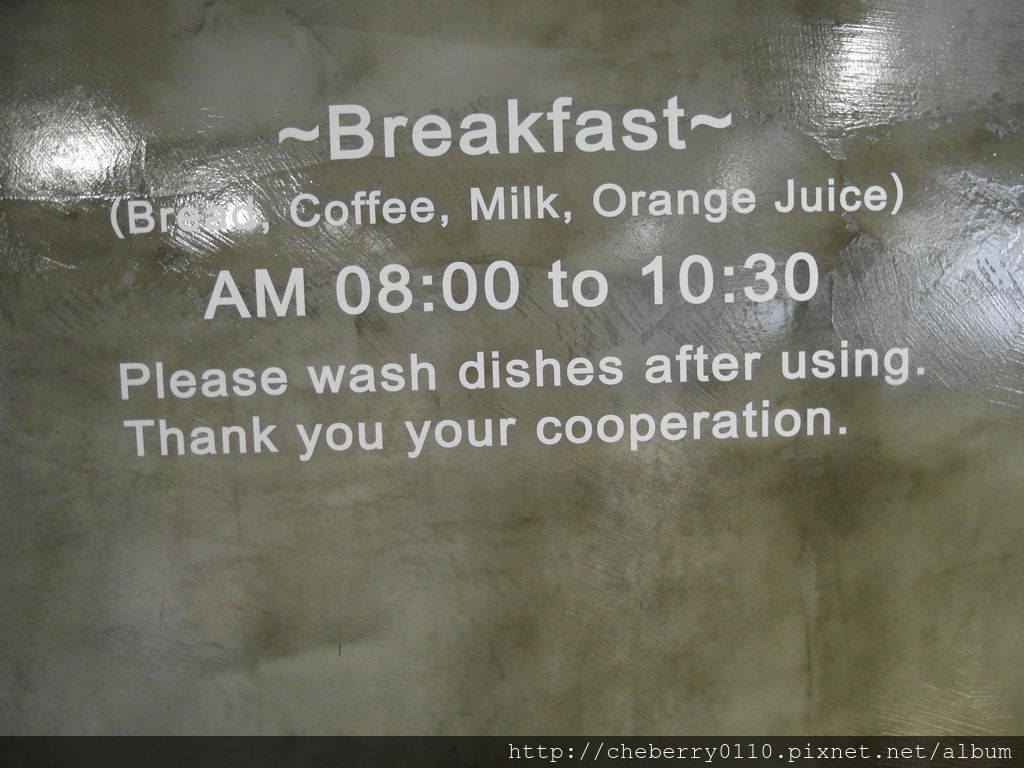 ~Breakfast~
(Bread, Coffee, Milk, Orange Juice)
AM 08:00 to 10:30
Please wash dishes after using.
Thank you your cooperation.
http://cheberry0110.pixnet.net/album